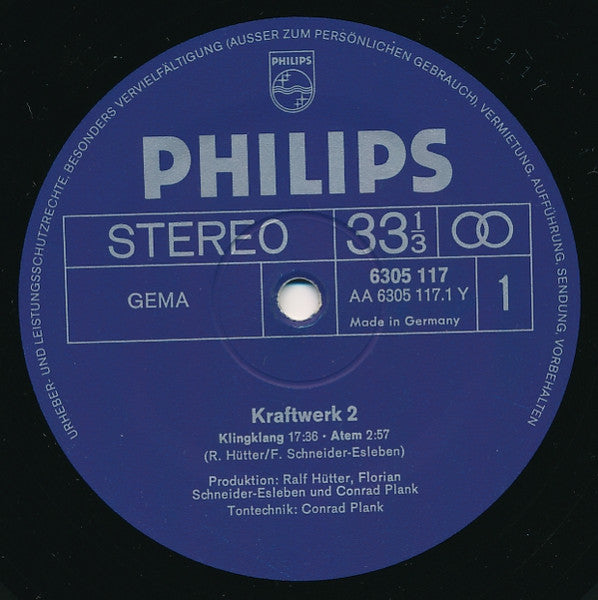 URHEBER- UND LEISTUNGSSCHUTZRECHTE, BESONDERS VERVIELFÄLTIGUNG (AUSSER ZUM PERSÖNLICHEN GEBRAUCH), VERMIETUNG, AUFFÜHRUNG, SENDUNG VORBEHALTEN
PHILIPS
PHILIPS
STEREO 33 1/3
GEMA
6305 117
AA 6305 117.1 Y
Made in Germany
1
Kraftwerk 2
Klingklang 17:36 · Atem 2:57
(R. Hütter/F. Schneider-Esleben)
Produktion: Ralf Hütter, Florian
Schneider-Esleben und Conrad Plank
Tontechnik: Conrad Plank